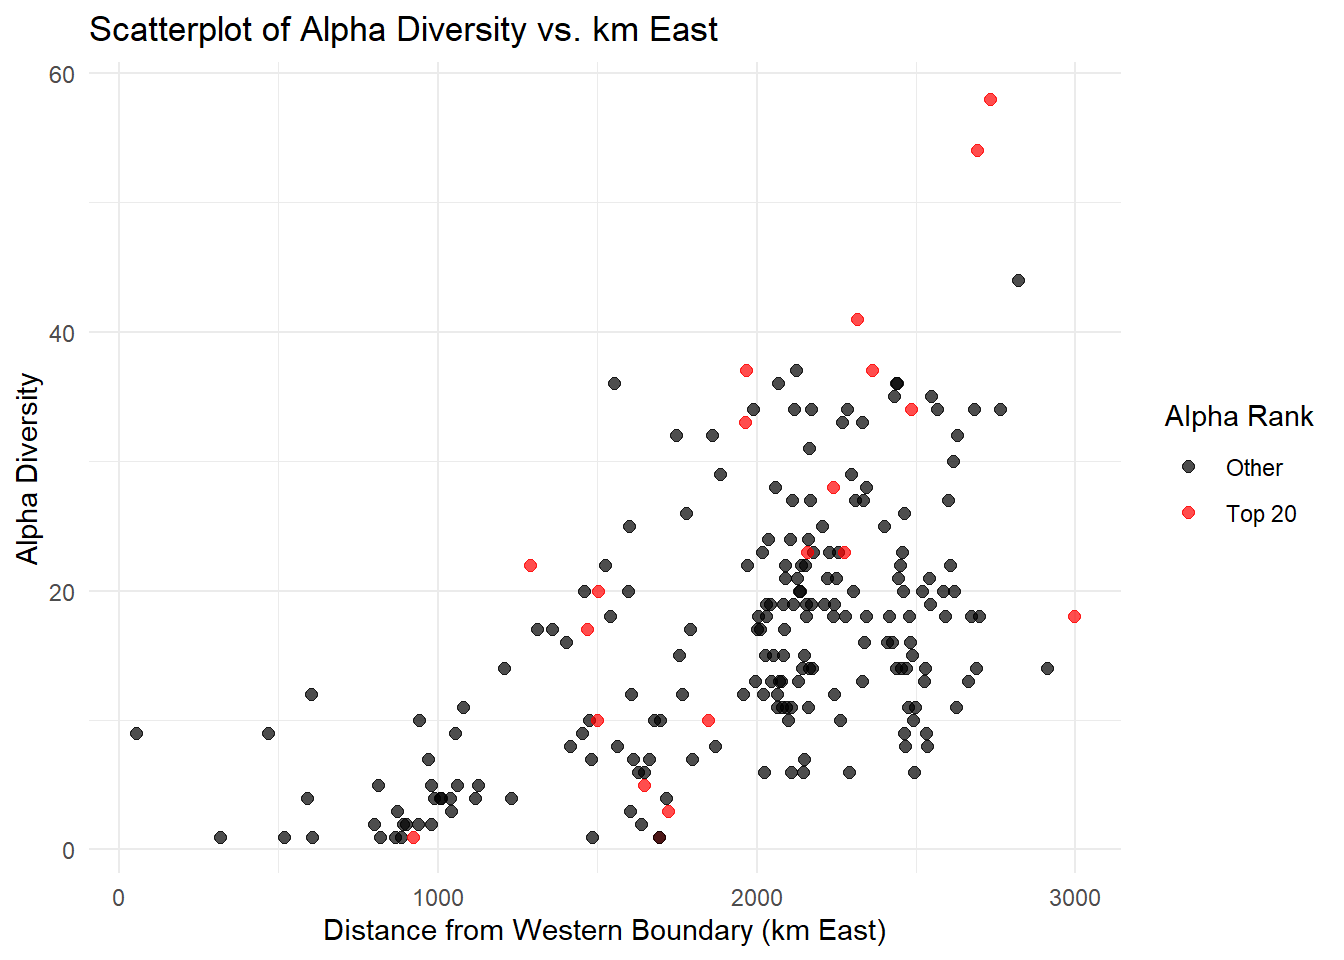 Scatterplot of Alpha Diversity vs. km East
60
40
20
0
Alpha Diversity
0 1000 2000 3000
Distance from Western Boundary (km East)
Alpha Rank
Other
Top 20